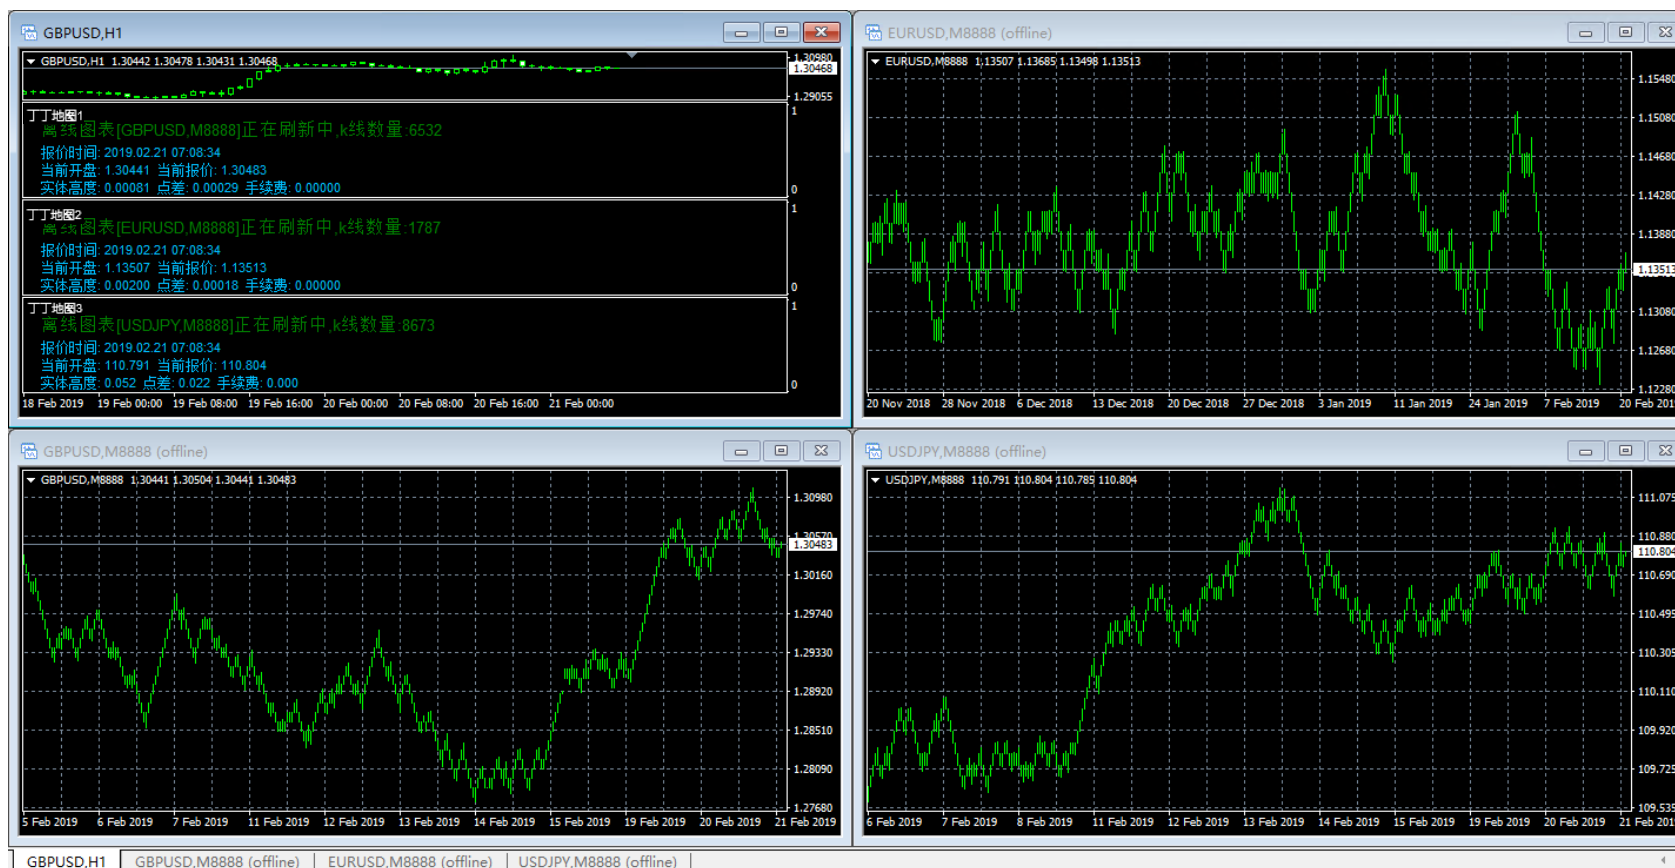 GBPUSD,H1
GBPUSD,H1 1.30442 1.30478 1.30431 1.30468
1.30980
1.30468
1.29055
丁丁地图1
离线图表[GBPUSD,M8888]正在刷新中,k线数量:6532
报价时间: 2019.02.21 07:08:34
当前开盘: 1.30441 当前报价: 1.30483
实体高度: 0.00081 点差: 0.00029 手续费: 0.00000
1
0
丁丁地图2
离线图表[EURUSD,M8888]正在刷新中,k线数量:1787
报价时间: 2019.02.21 07:08:34
当前开盘: 1.13507 当前报价: 1.13513
实体高度: 0.00200 点差: 0.00018 手续费: 0.00000
1
0
丁丁地图3
离线图表[USDJPY,M8888]正在刷新中,k线数量:8673
报价时间: 2019.02.21 07:08:34
当前开盘: 110.791 当前报价: 110.804
实体高度: 0.052 点差: 0.022 手续费: 0.000
1
0
18 Feb 2019 19 Feb 00:00 19 Feb 08:00 19 Feb 16:00 20 Feb 00:00 20 Feb 08:00 20 Feb 16:00 21 Feb 00:00
EURUSD,M8888 (offline)
EURUSD,M8888 1.13507 1.13685 1.13498 1.13513
1.15480
1.15080
1.14680
1.14280
1.13880
1.13513
1.13080
1.12680
1.12280
20 Nov 2018 28 Nov 2018 6 Dec 2018 13 Dec 2018 20 Dec 2018 27 Dec 2018 3 Jan 2019 11 Jan 2019 24 Jan 2019 7 Feb 2019 20 Feb 2019
GBPUSD,M8888 (offline)
GBPUSD,M8888 1.30441 1.30504 1.30441 1.30483
1.30980
1.30570
1.30483
1.30160
1.29740
1.29330
1.28920
1.28510
1.28090
1.27680
5 Feb 2019 6 Feb 2019 7 Feb 2019 11 Feb 2019 12 Feb 2019 13 Feb 2019 14 Feb 2019 15 Feb 2019 19 Feb 2019 20 Feb 2019 21 Feb 2019
USDJPY,M8888 (offline)
USDJPY,M8888 110.791 110.804 110.785 110.804
111.075
110.880
110.804
110.690
110.495
110.305
110.110
109.920
109.725
109.535
6 Feb 2019 7 Feb 2019 8 Feb 2019 11 Feb 2019 12 Feb 2019 13 Feb 2019 14 Feb 2019 15 Feb 2019 19 Feb 2019 20 Feb 2019 21 Feb 2019
GBPUSD,H1 GBPUSD,M8888 (offline) EURUSD,M8888 (offline) USDJPY,M8888 (offline)